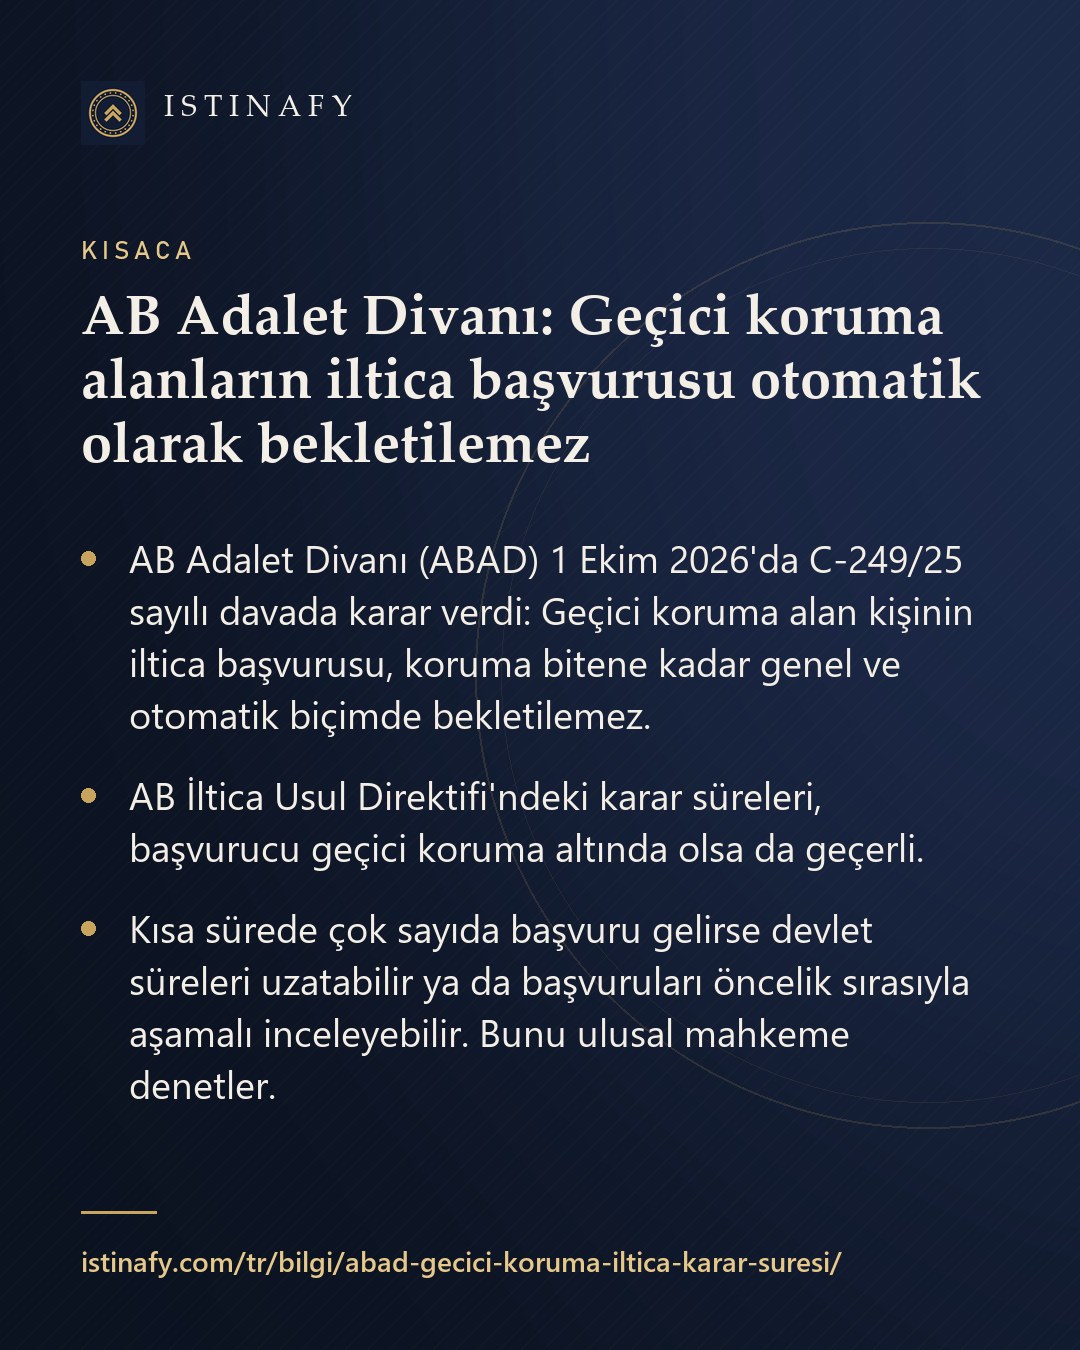 ISTINAFY
KISACA
AB Adalet Divanı: Geçici koruma
alanların iltica başvurusu otomatik
olarak bekletilemez
AB Adalet Divanı (ABAD) 1 Ekim 2026'da C-249/25
sayılı davada karar verdi: Geçici koruma alan kişinin
iltica başvurusu, koruma bitene kadar genel ve
otomatik biçimde bekletilemez.
AB İltica Usul Direktifi'ndeki karar süreleri,
başvurucu geçici koruma altında olsa da geçerli.
Kısa sürede çok sayıda başvuru gelirse devlet
süreleri uzatabilir ya da başvuruları öncelik sırasıyla
aşamalı inceleyebilir. Bunu ulusal mahkeme
denetler.
istinafy.com/tr/bilgi/abad-gecici-koruma-iltica-karar-suresi/